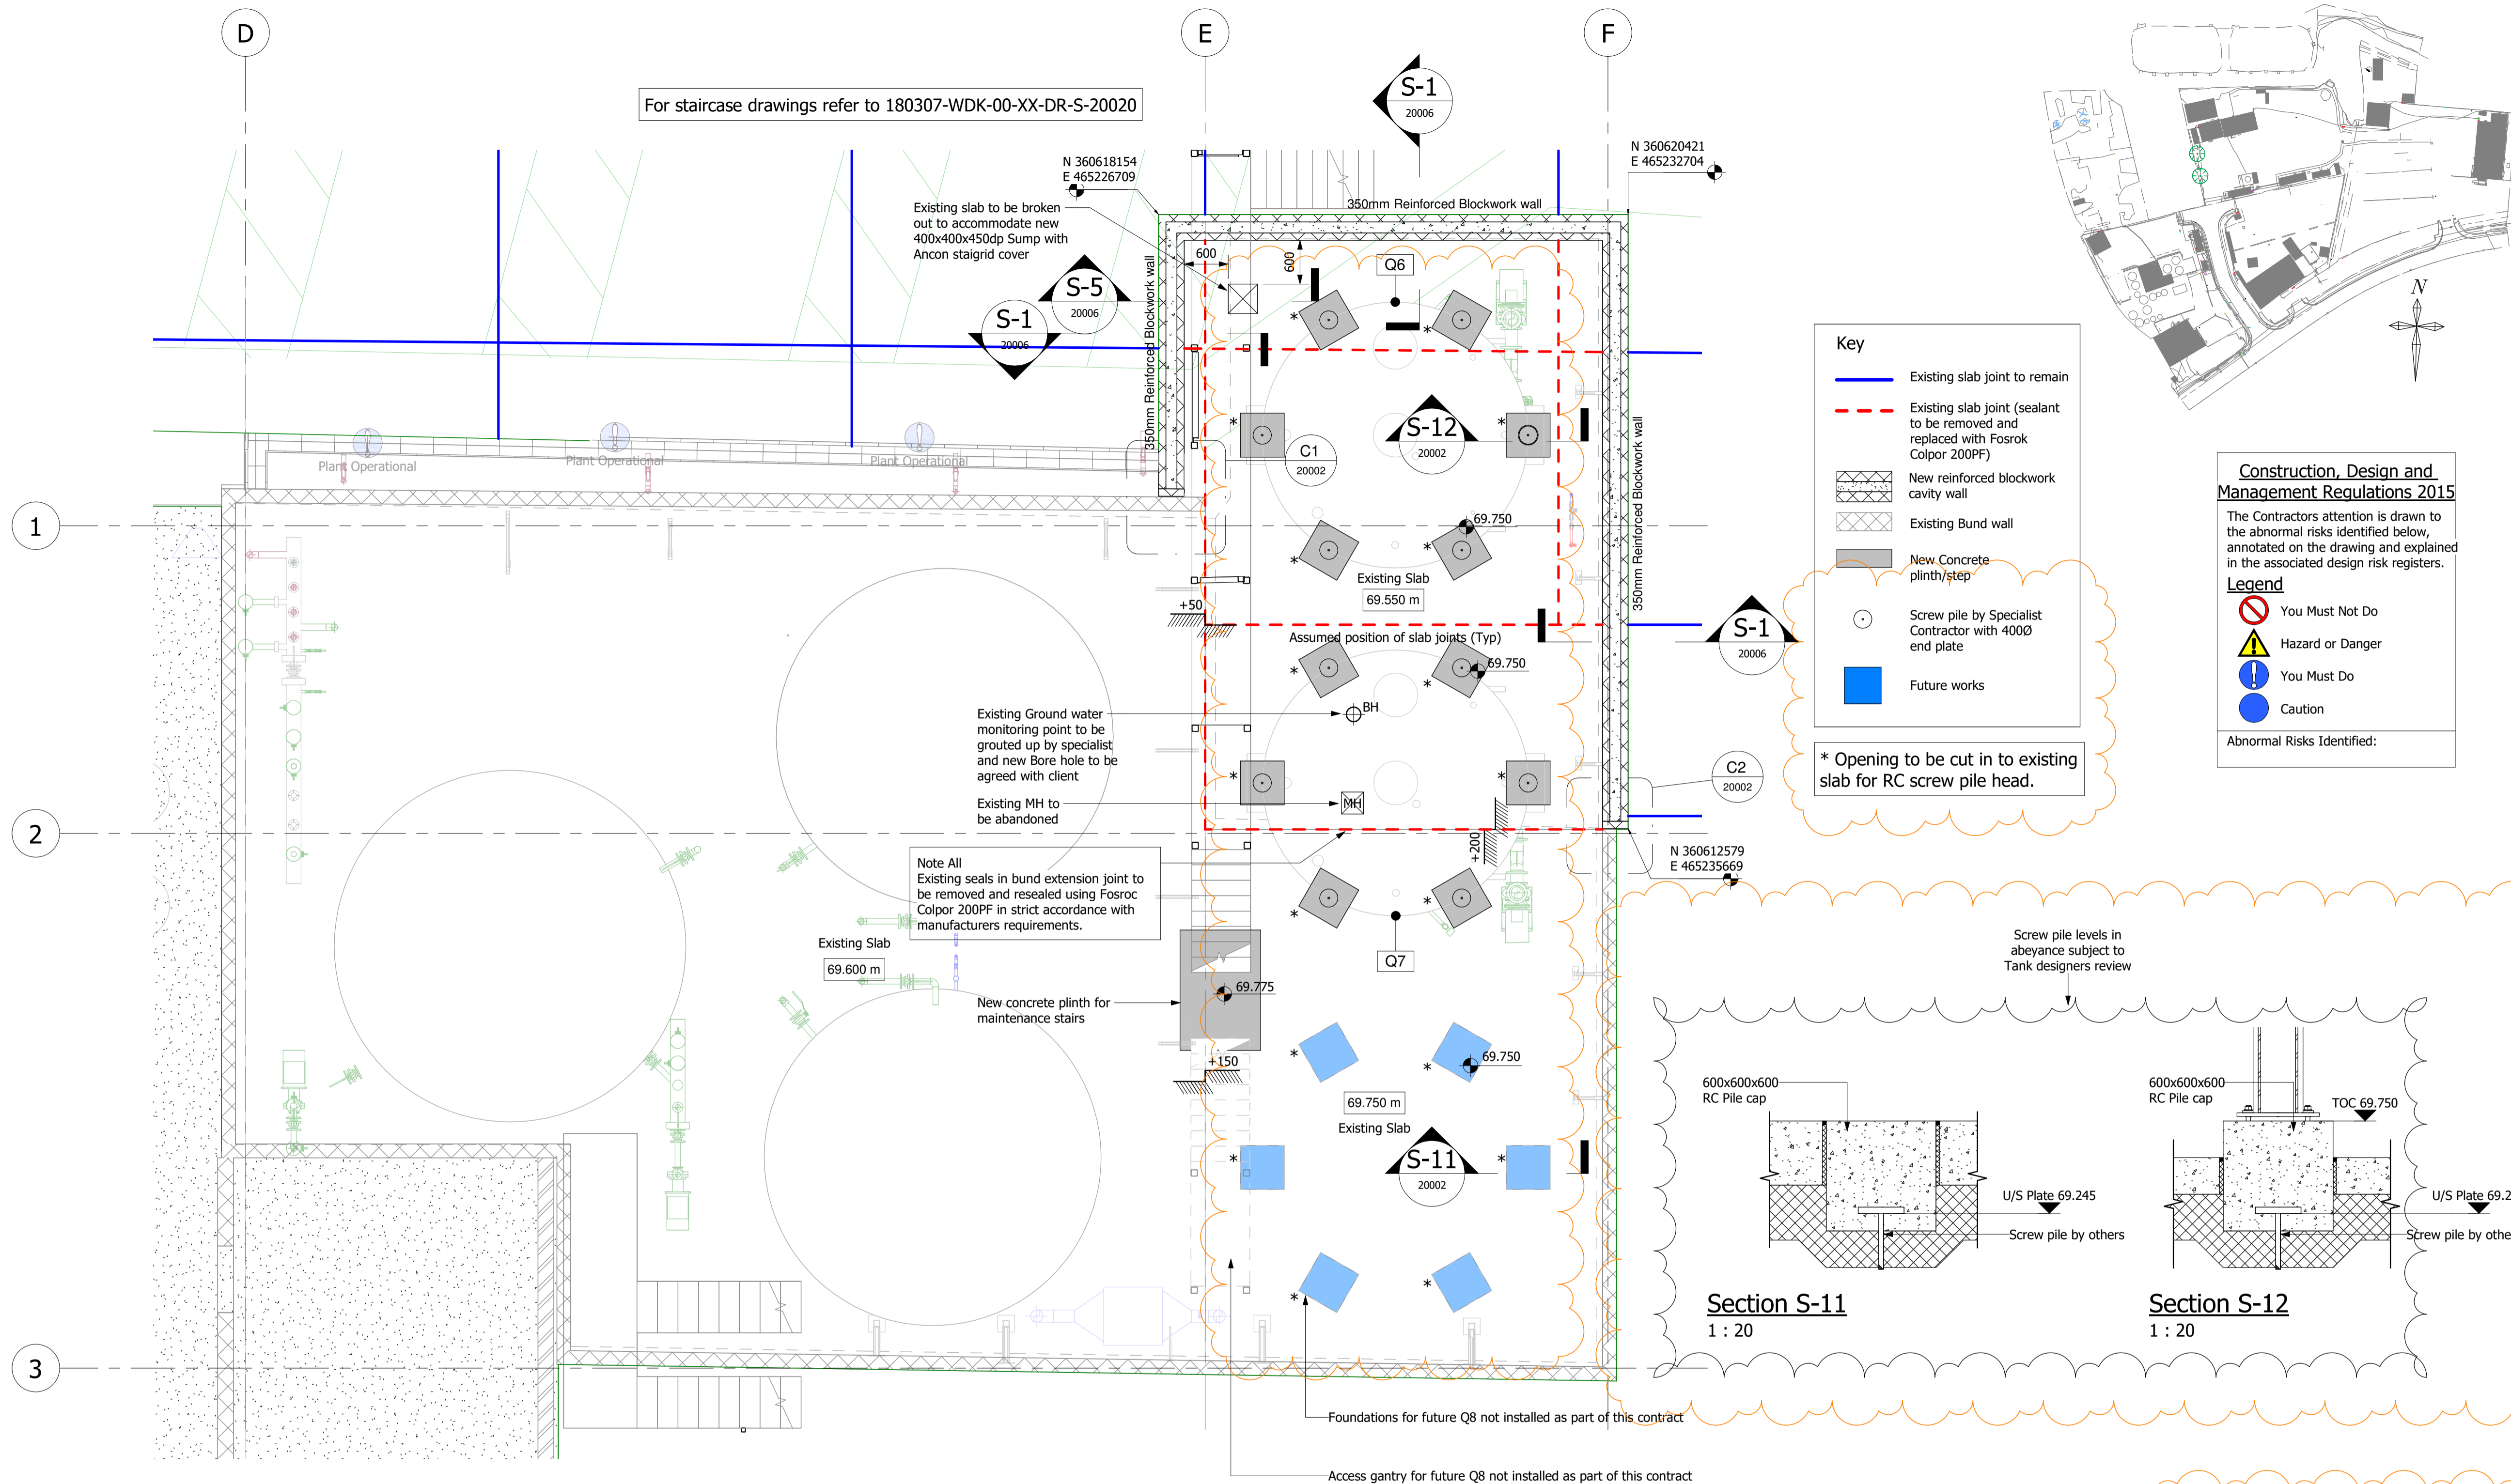 D
E
F
1
2
3
For staircase drawings refer to 180307-WDK-00-XX-DR-S-20020
S-1
20006
N 360618154
E 465226709
N 360620421
E 465232704
Existing slab to be broken
out to accommodate new
400x400x450dp Sump with
Ancon staigrid cover
350mm Reinforced Blockwork wall
350mm Reinforced Blockwork wall
350mm Reinforced Blockwork wall
S-5
20006
S-1
20006
600
600
Q6
*
*
*
*
S-12
20002
C1
20002
Plant Operational
Plant Operational
Plant Operational
69.750
*
*
Existing Slab
69.550 m
+50
Assumed position of slab joints (Typ)
69.750
*
*
S-1
20006
Existing Ground water
monitoring point to be
grouted up by specialist
and new Bore hole to be
agreed with client
BH
*
*
Existing MH to
be abandoned
MH
C2
20002
+200
N 360612579
E 465235669
Note All
Existing seals in bund extension joint to
be removed and resealed using Fosroc
Colpor 200PF in strict accordance with
manufacturers requirements.
*
*
Q7
Existing Slab
69.600 m
New concrete plinth for
maintenance stairs
69.775
+150
*
*
69.750
69.750 m
Existing Slab
*
*
S-11
20002
*
*
Foundations for future Q8 not installed as part of this contract
Access gantry for future Q8 not installed as part of this contract
N
Key
Existing slab joint to remain
Existing slab joint (sealant
to be removed and
replaced with Fosrok
Colpor 200PF)
New reinforced blockwork
cavity wall
Existing Bund wall
New Concrete
plinth/step
Screw pile by Specialist
Contractor with 400Ø
end plate
Future works
* Opening to be cut in to existing
slab for RC screw pile head.
Construction, Design and
Management Regulations 2015
The Contractors attention is drawn to
the abnormal risks identified below,
annotated on the drawing and explained
in the associated design risk registers.
Legend
You Must Not Do
Hazard or Danger
You Must Do
Caution
Abnormal Risks Identified:
Screw pile levels in
abeyance subject to
Tank designers review
600x600x600
RC Pile cap
U/S Plate 69.245
Screw pile by others
Section S-11
1 : 20
600x600x600
RC Pile cap
TOC 69.750
U/S Plate 69.2
Screw pile by othe
Section S-12
1 : 20